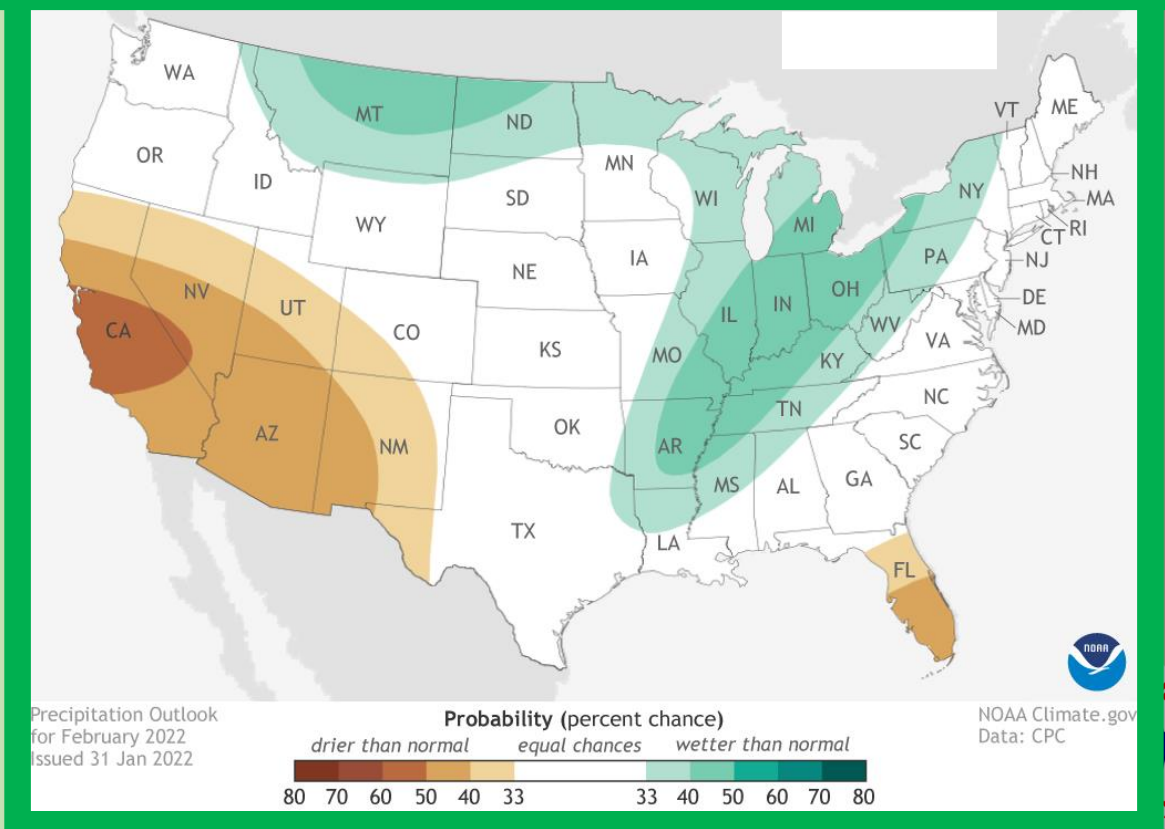 WA
MT
ND
VT
ME
OR
ID
MN
SD
WI
MI
NY
NH
MA
WY
RI
CT
IA
NE
PA
NJ
NV
UT
CO
IL
IN
OH
WV
DE
MD
CA
KS
MO
KY
VA
AZ
NM
OK
AR
TN
NC
SC
MS
AL
GA
TX
LA
FL
NOAA
Precipitation Outlook
for February 2022
Issued 31 Jan 2022
Probability (percent chance)
drier than normal equal chances wetter than normal
80 70 60 50 40 33 33 40 50 60 70 80
NOAA Climate.gov
Data: CPC